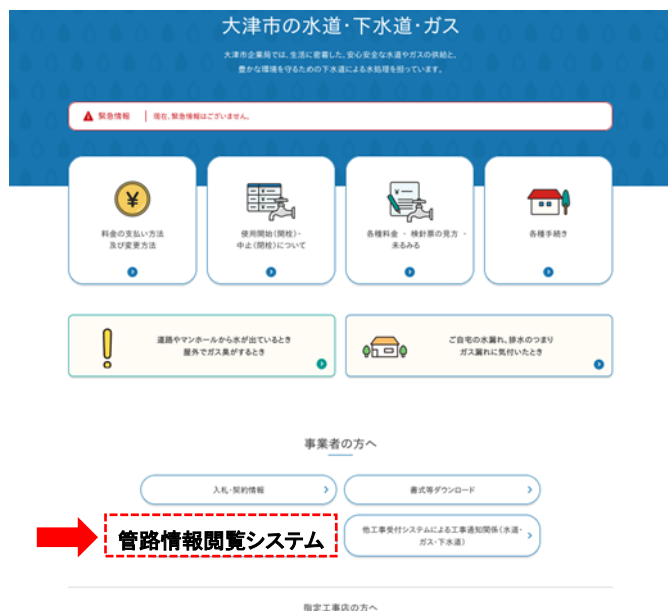 大津市の水道・下水道・ガス
大津市企業局では、生活に密着した、安心安全な水道やガスの供給と、
豊かな環境を守るための下水道による水処理を担っています。
緊急情報 現在、緊急情報はございません。
料金の支払い方法
及び変更方法
使用開始(開栓)・
中止(閉栓)について
各種料金 ・ 検針票の見方 ・
未るみる
各種手続き
道路やマンホールから水が出ているとき
屋外でガス臭がするとき
ご自宅の水漏れ、排水のつまり
ガス漏れに気付いたとき
事業者の方へ
入札・契約情報
書式等ダウンロード
管路情報閲覧システム
他工事受付システムによる工事通知関係(水道・
ガス・下水道)
指定工事店の方へ